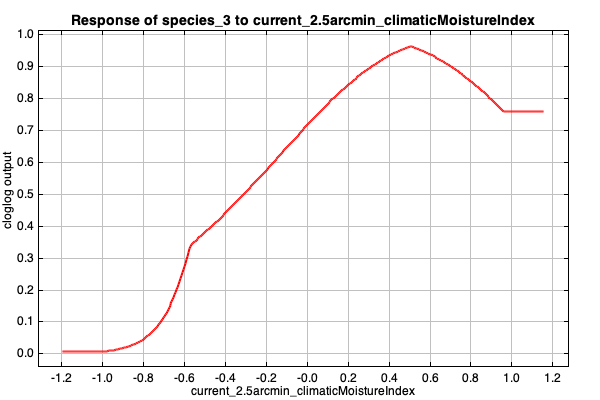 Response of species_3 to current_2.5arcmin_climaticMoistureIndex
1.0
0.9
0.8
0.7
0.6
0.5
0.4
0.3
0.2
0.1
0.0
cloglog output
-1.2 -1.0 -0.8 -0.6 -0.4 -0.2 -0.0 0.2 0.4 0.6 0.8 1.0 1.2
current_2.5arcmin_climaticMoistureIndex